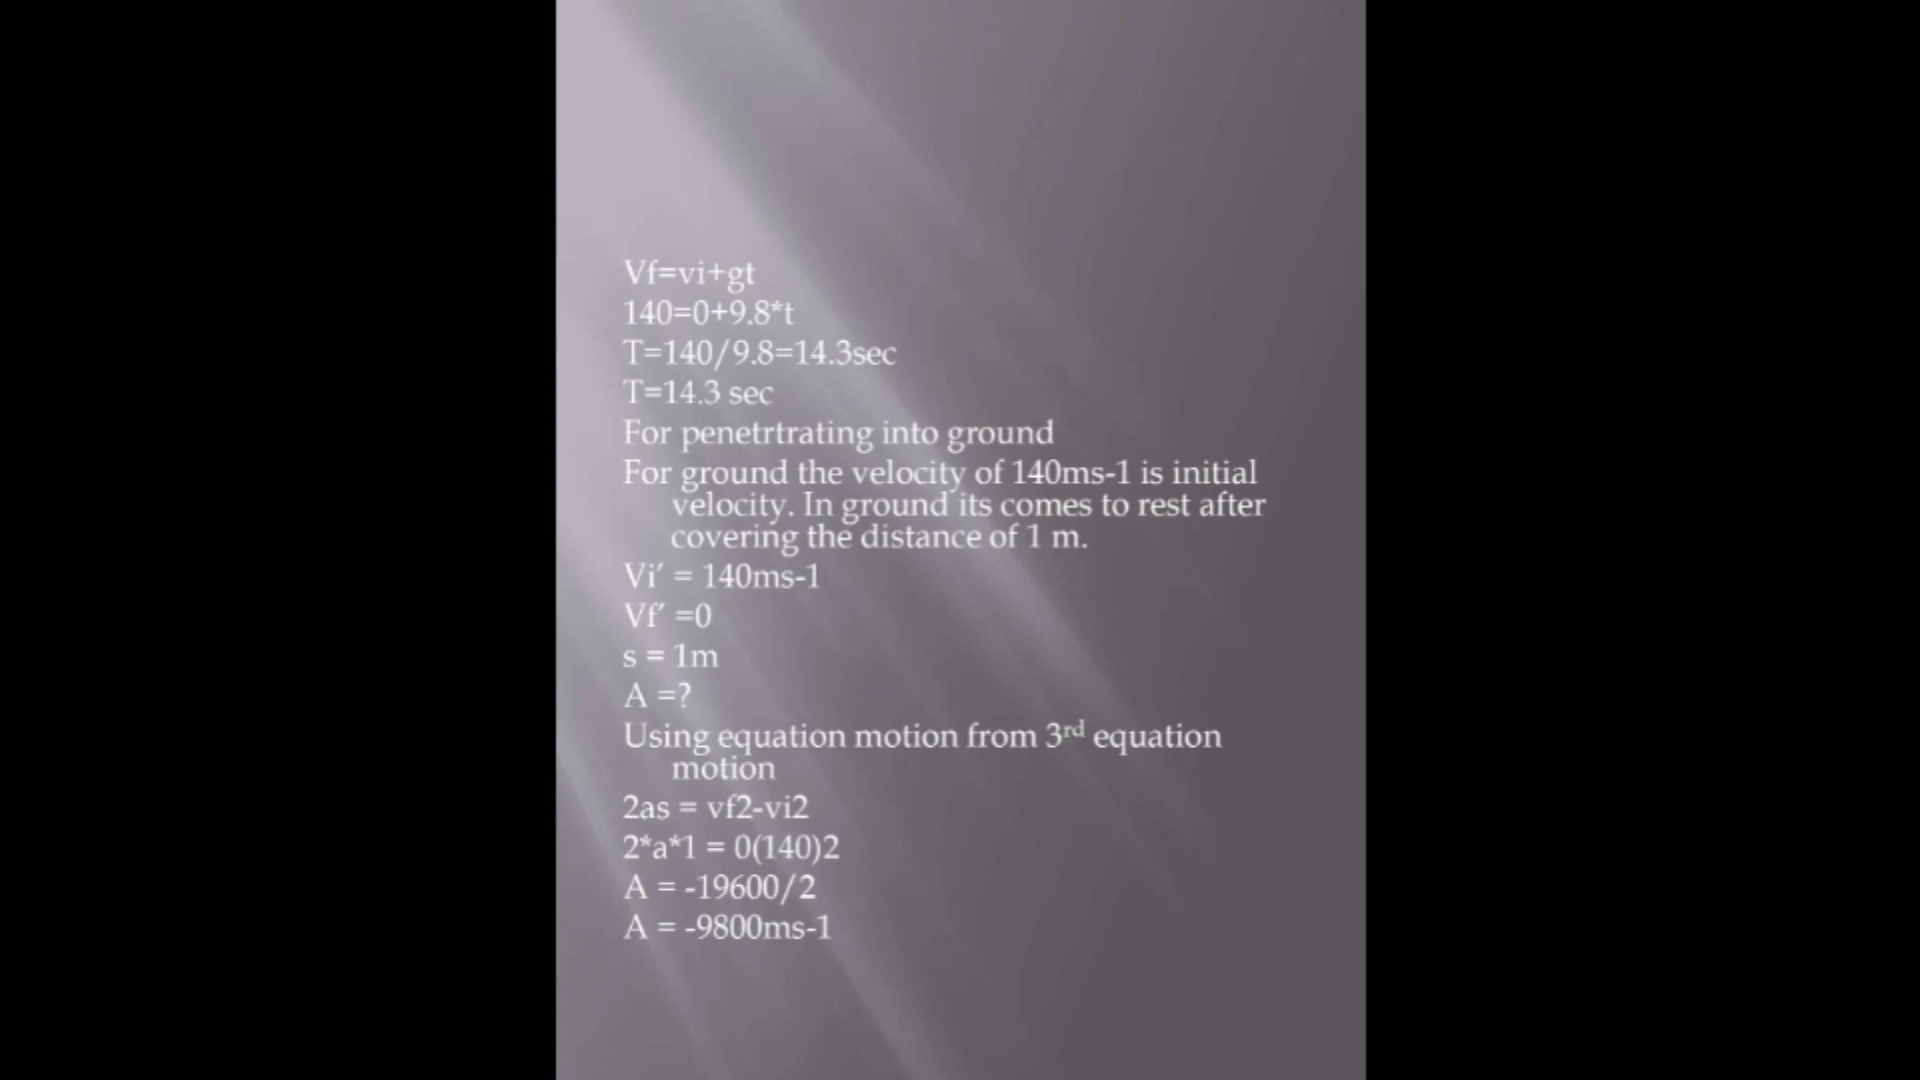 Vf=vi+gt
140=0+9.8*t
T=140/9.8=14.3sec
T=14.3 sec
For penetrtrating into ground
For ground the velocity of 140ms-1 is initial
velocity. In ground its comes to rest after
covering the distance of 1 m.
Vi′ = 140ms-1
Vf′ =0
s = 1m
A =?
Using equation motion from 3rd equation
motion
2as = vf2-vi2
2*a*1 = 0(140)2
A = -19600/2
A = -9800ms-1